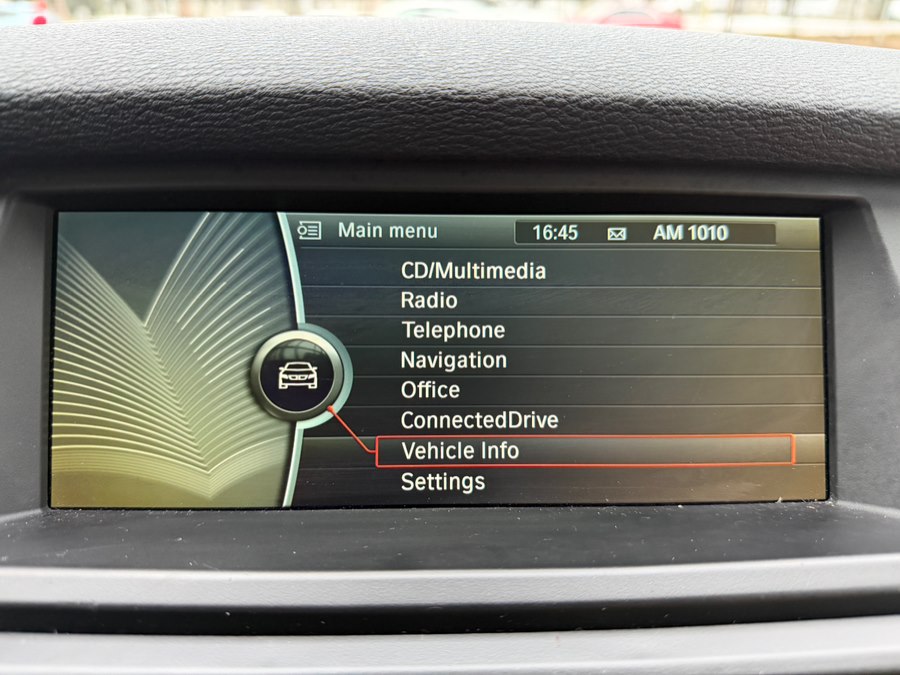 Main menu 16:45 AM 1010
CD/Multimedia
Radio
Telephone
Navigation
Office
ConnectedDrive
Vehicle Info
Settings